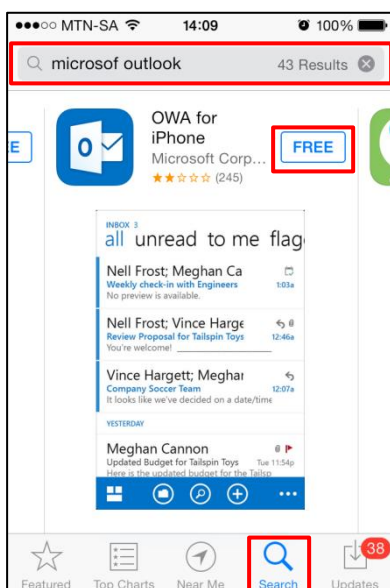 MTN-SA 14:09 100%
microsof outlook 43 Results
OWA for
iPhone
Microsoft Corp...
(245)
E
FREE
INBOX 3
all unread to me flag
Nell Frost; Meghan Ca
Weekly check-in with Engineers 1:03a
No preview is available.
Nell Frost; Vince Harge
Review Proposal for Tailspin Toys 12:46a
You're welcome!
Vince Hargett; Meghar
Company Soccer Team 12:07a
It looks like we've decided on a date/time
YESTERDAY
Meghan Cannon
Updated Budget for Tailspin Toys Tue 11:54p
Here is the updated budget for the Tailsp
38
Featured Top Charts Near Me Search Updates